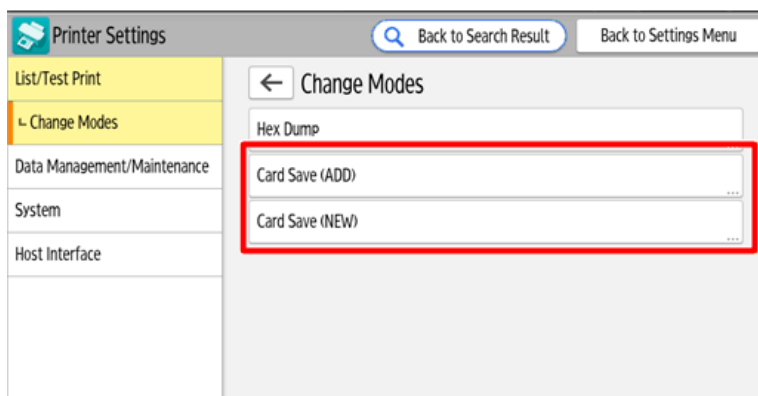 Printer Settings
Back to Search Result
Back to Settings Menu
List/Test Print
Change Modes
Data Management/Maintenance
System
Host Interface
Change Modes
Hex Dump
...
Card Save (ADD)
...
Card Save (NEW)
...